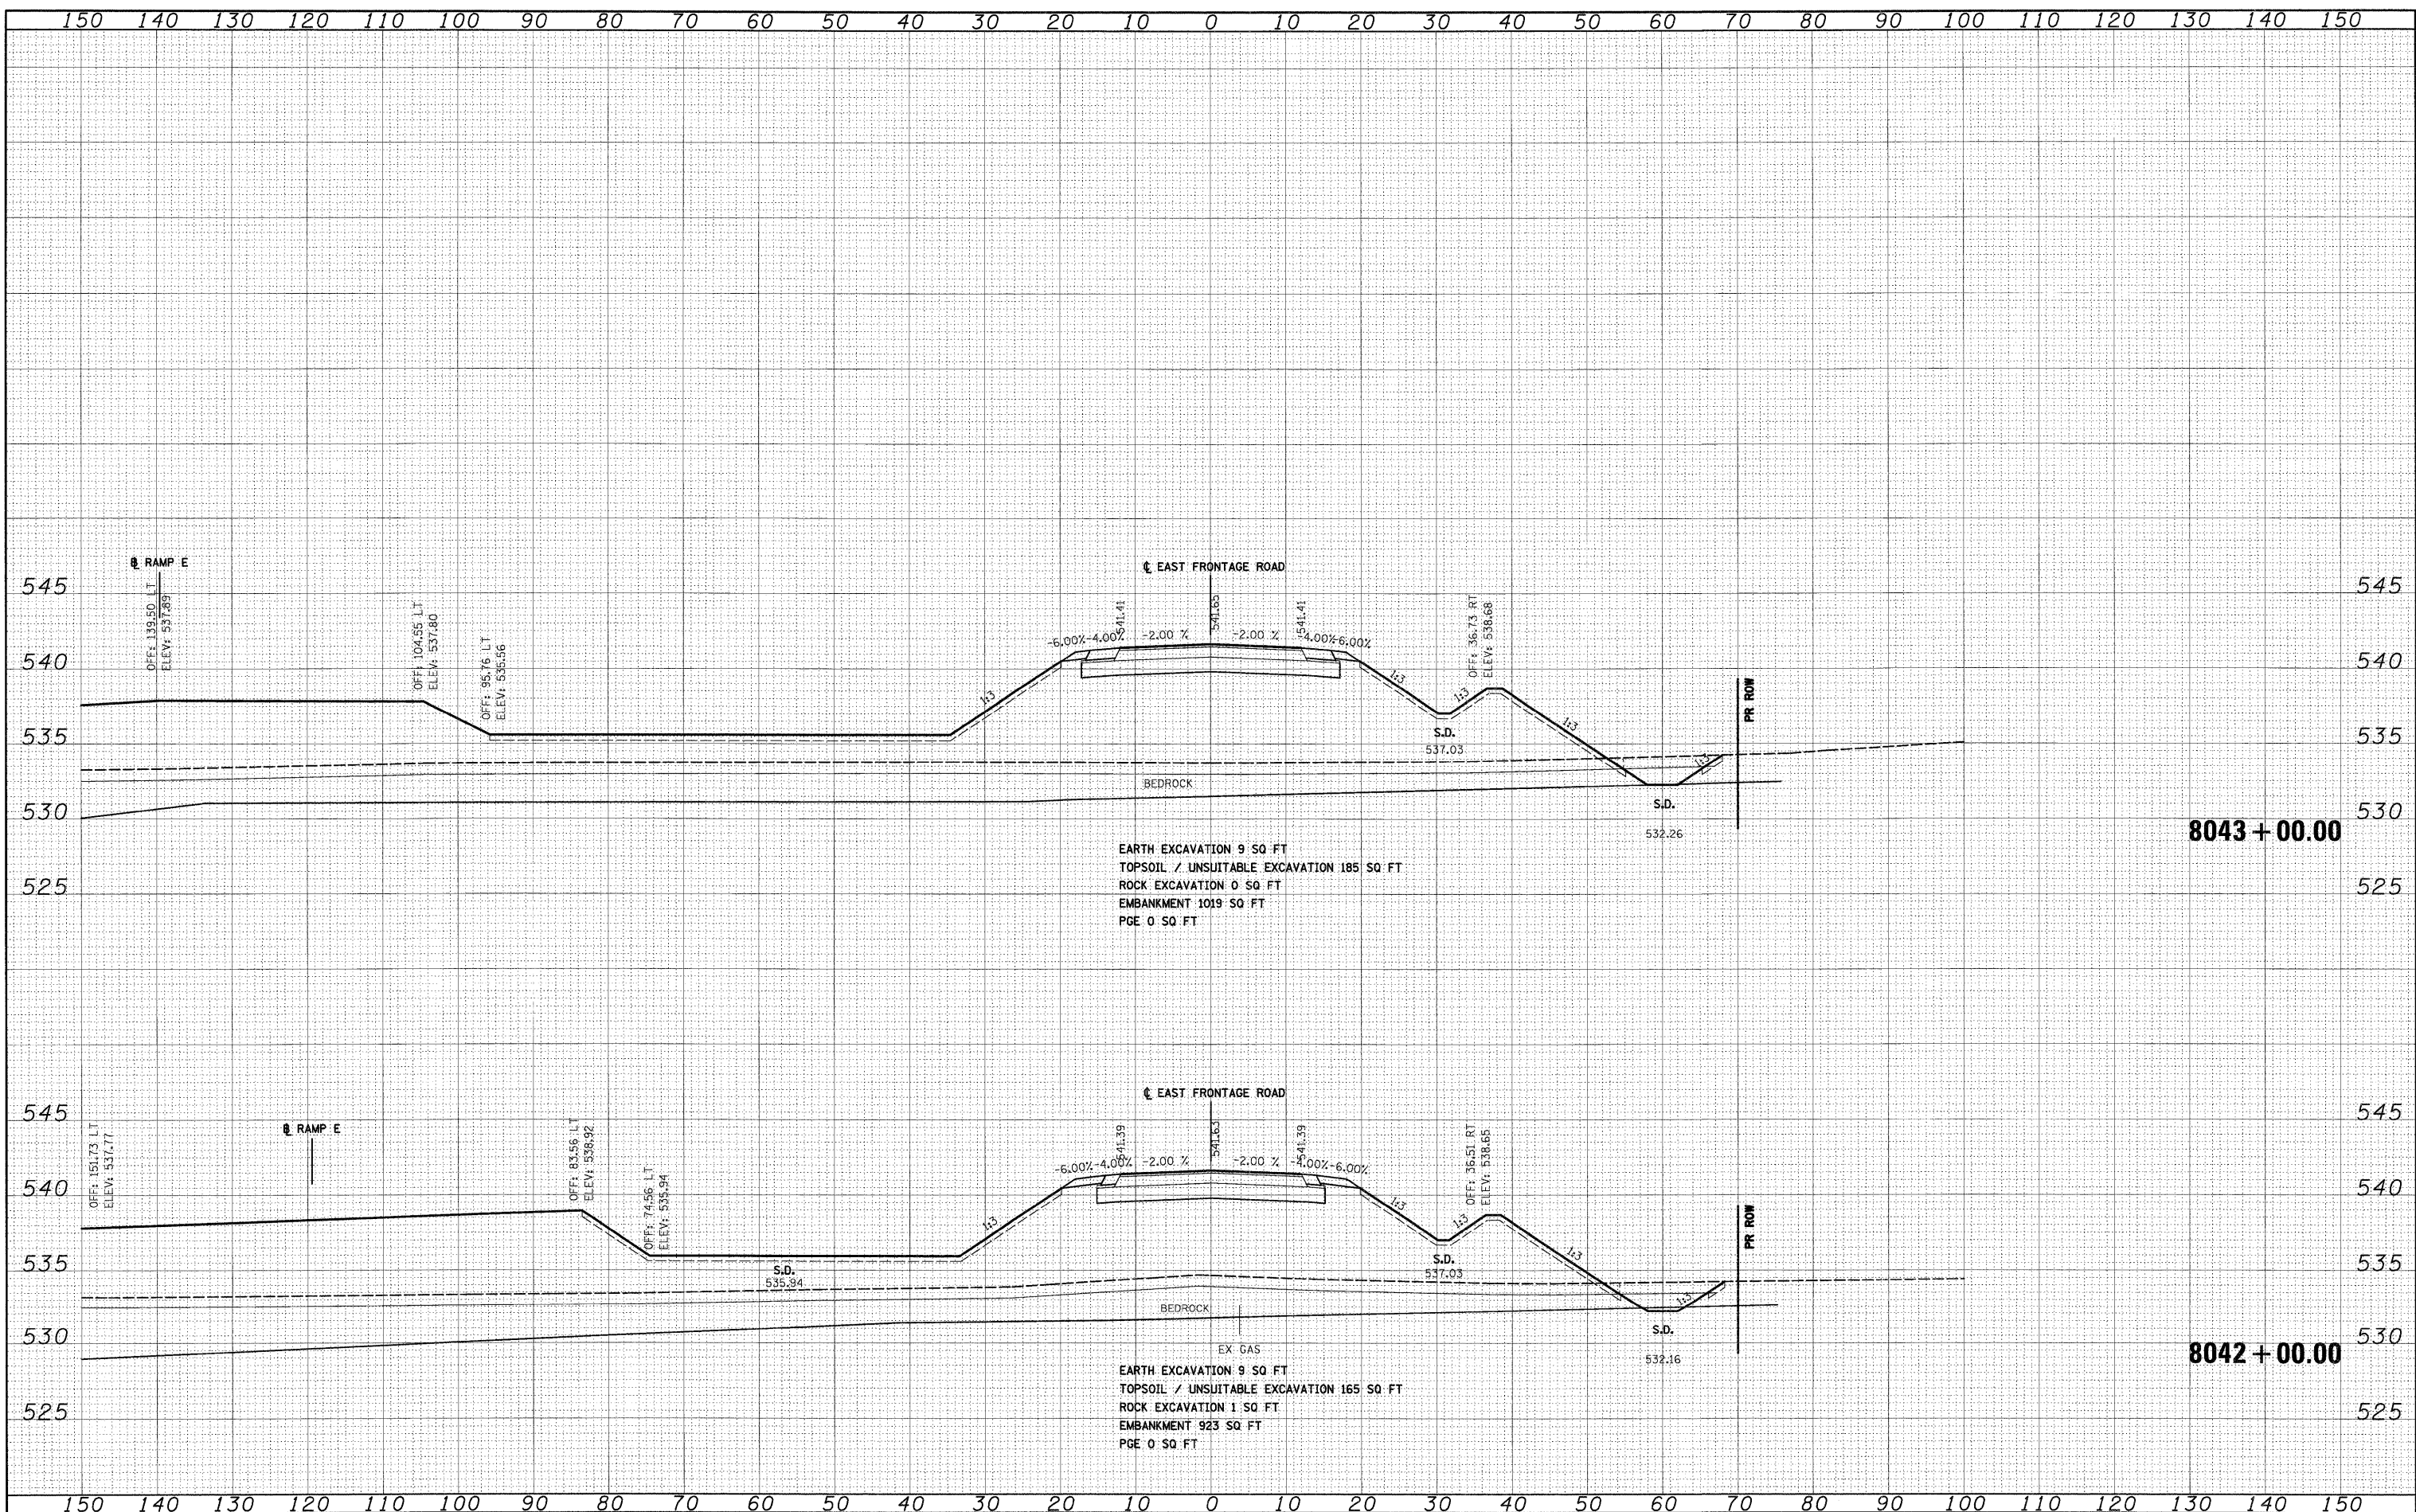 150 140 130 120 110 100 90 80 70 60 50 40 30 20 10 0 10 20 30 40 50 60 70 80 90 100 110 120 130 140 150
℄ EAST FRONTAGE ROAD
RAMP E
545 545
OFF: 139.50 LT
ELEV: 537.89
OFF: 104.55 LT
ELEV: 537.80
OFF: 95.76 LT
ELEV: 535.56
541.41
541.65
541.41
OFF: 36.73 RT
ELEV: 538.68
-6.00% -4.00% -2.00 % -2.00 % -4.00% -6.00%
540 540
1:3 1:3 1:3 1:3 1:3
PR ROW
S.D.
537.03
535 535
BEDROCK
S.D.
532.26
530 530
8043+00.00
EARTH EXCAVATION 9 SQ FT
TOPSOIL / UNSUITABLE EXCAVATION 185 SQ FT
ROCK EXCAVATION 0 SQ FT
EMBANKMENT 1019 SQ FT
PGE 0 SQ FT
525 525
℄ EAST FRONTAGE ROAD
545 545
RAMP E
OFF: 151.73 LT
ELEV: 537.77
OFF: 83.56 LT
ELEV: 538.92
OFF: 74.56 LT
ELEV: 535.94
541.39
541.63
541.39
OFF: 36.51 RT
ELEV: 538.65
-6.00% -4.00% -2.00 % -2.00 % -4.00% -6.00%
540 540
1:3 1:3 1:3 1:3 1:3
PR ROW
S.D.
537.03
535 535
S.D.
535.94
BEDROCK
S.D.
532.16
530 530
EX GAS
8042+00.00
EARTH EXCAVATION 9 SQ FT
TOPSOIL / UNSUITABLE EXCAVATION 165 SQ FT
ROCK EXCAVATION 1 SQ FT
EMBANKMENT 923 SQ FT
PGE 0 SQ FT
525 525
150 140 130 120 110 100 90 80 70 60 50 40 30 20 10 0 10 20 30 40 50 60 70 80 90 100 110 120 130 140 150